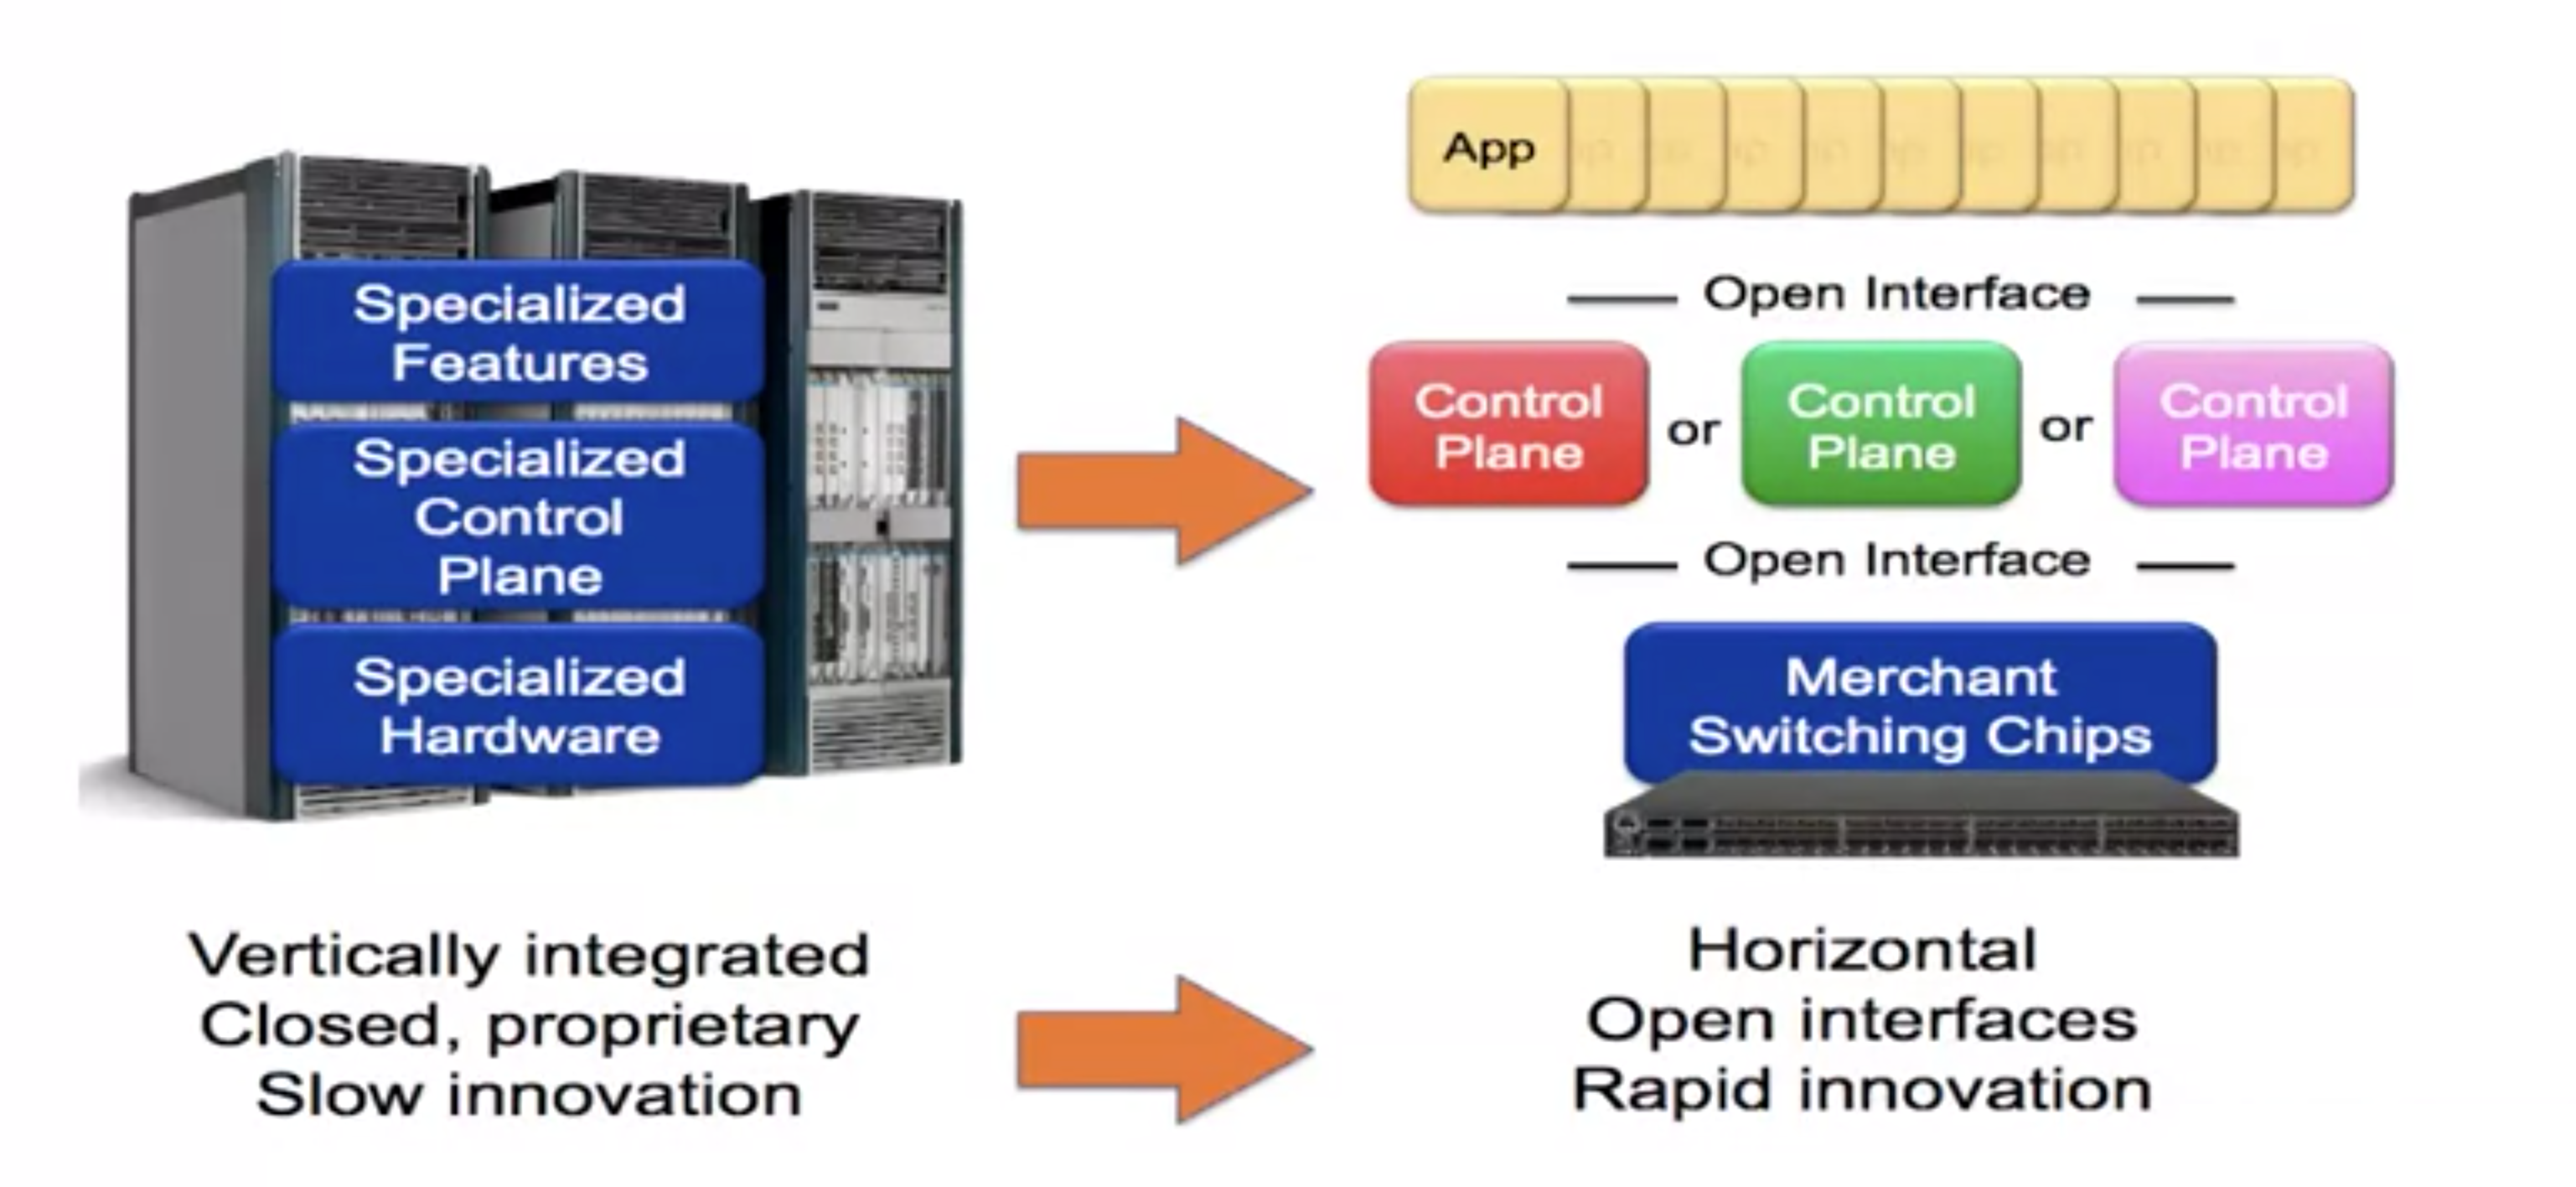 Specialized
Features
Specialized
Control
Plane
Specialized
Hardware
Vertically integrated
Closed, proprietary
Slow innovation
App
Open Interface
Control
Plane
or
Control
Plane
or
Control
Plane
Open Interface
Merchant
Switching Chips
Horizontal
Open interfaces
Rapid innovation